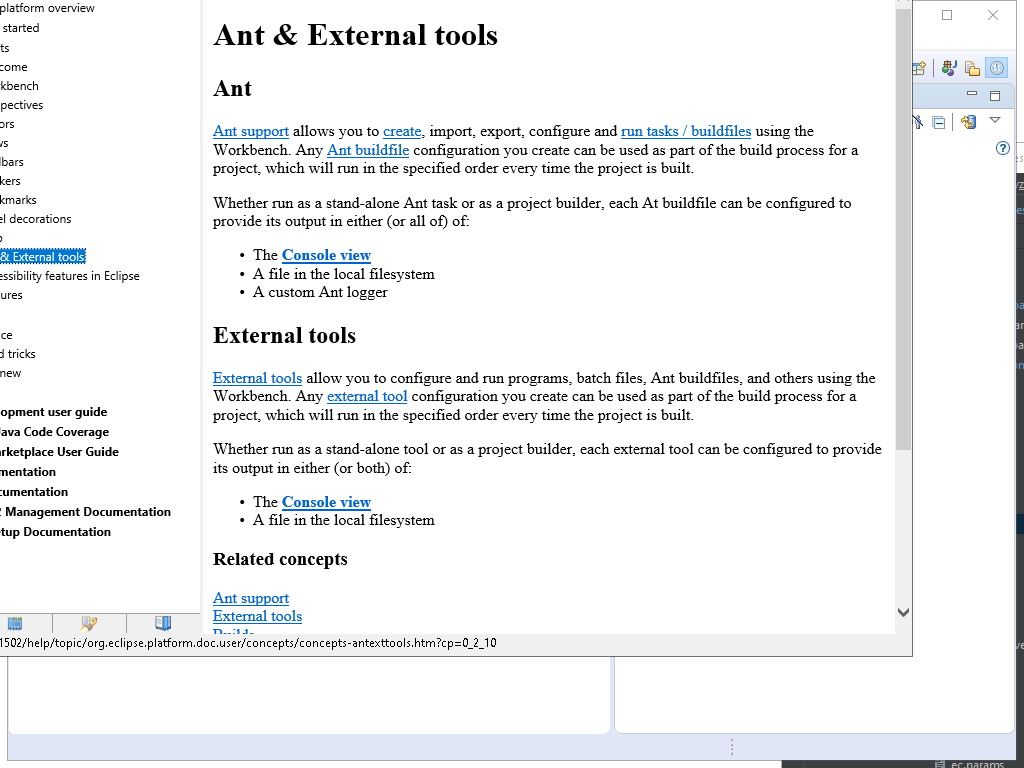 platform overview
started
ts
come
kbench
pectives
ors
vs
lbars
kers
kmarks
el decorations
& External tools
essibility features in Eclipse
ures
ce
d tricks
new
opment user guide
Java Code Coverage
arketplace User Guide
mentation
cumentation
2 Management Documentation
tup Documentation
Ant & External tools
Ant
Ant support allows you to create, import, export, configure and run tasks / buildfiles using the
Workbench. Any Ant buildfile configuration you create can be used as part of the build process for a
project, which will run in the specified order every time the project is built.
Whether run as a stand-alone Ant task or as a project builder, each At buildfile can be configured to
provide its output in either (or all of) of:
• The Console view
• A file in the local filesystem
• A custom Ant logger
External tools
External tools allow you to configure and run programs, batch files, Ant buildfiles, and others using the
Workbench. Any external tool configuration you create can be used as part of the build process for a
project, which will run in the specified order every time the project is built.
Whether run as a stand-alone tool or as a project builder, each external tool can be configured to provide
its output in either (or both) of:
• The Console view
• A file in the local filesystem
Related concepts
Ant support
External tools
Builds
1502/help/topic/org.eclipse.platform.doc.user/concepts/concepts-antexttools.htm?cp=0_2_10
ec.params